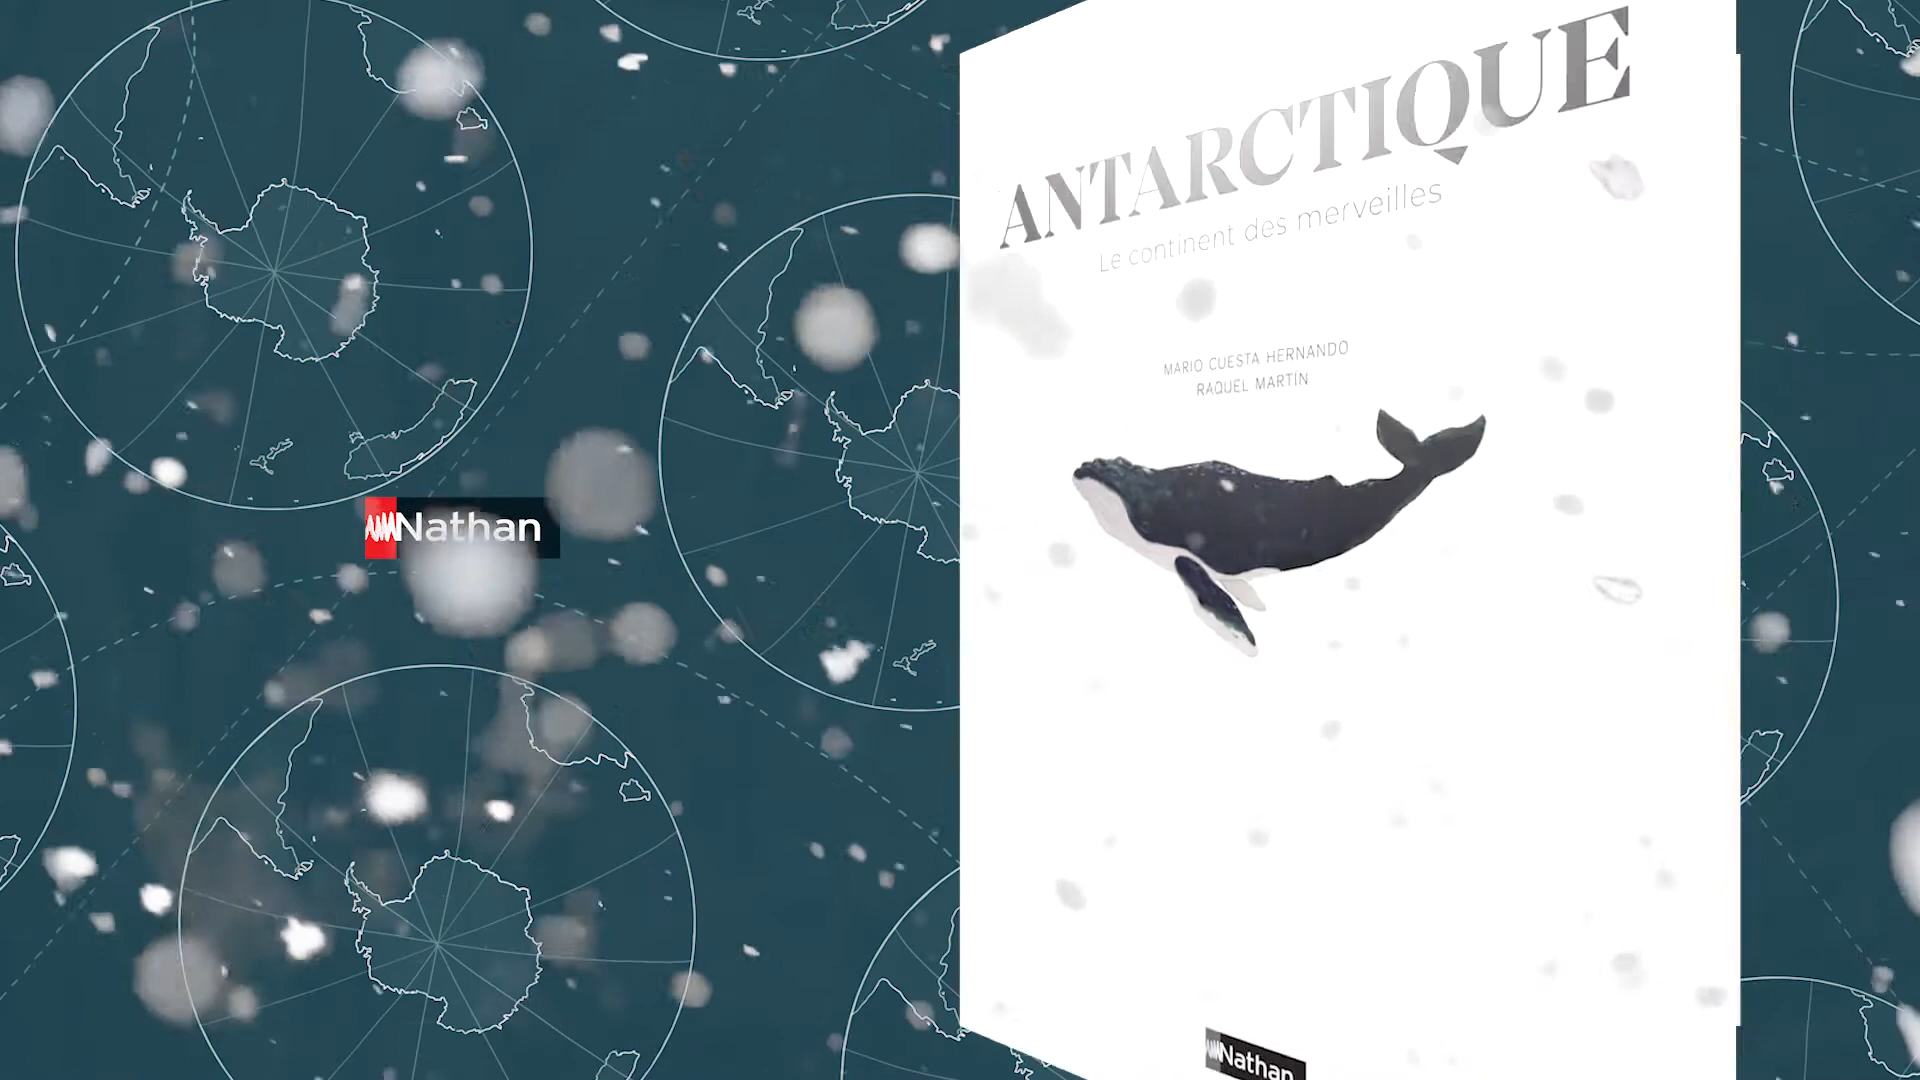 Nathan
ANTARCTIQUE
Le continent des merveilles
MARIO CUESTA HERNANDO
RAQUEL MARTÍN
Nathan